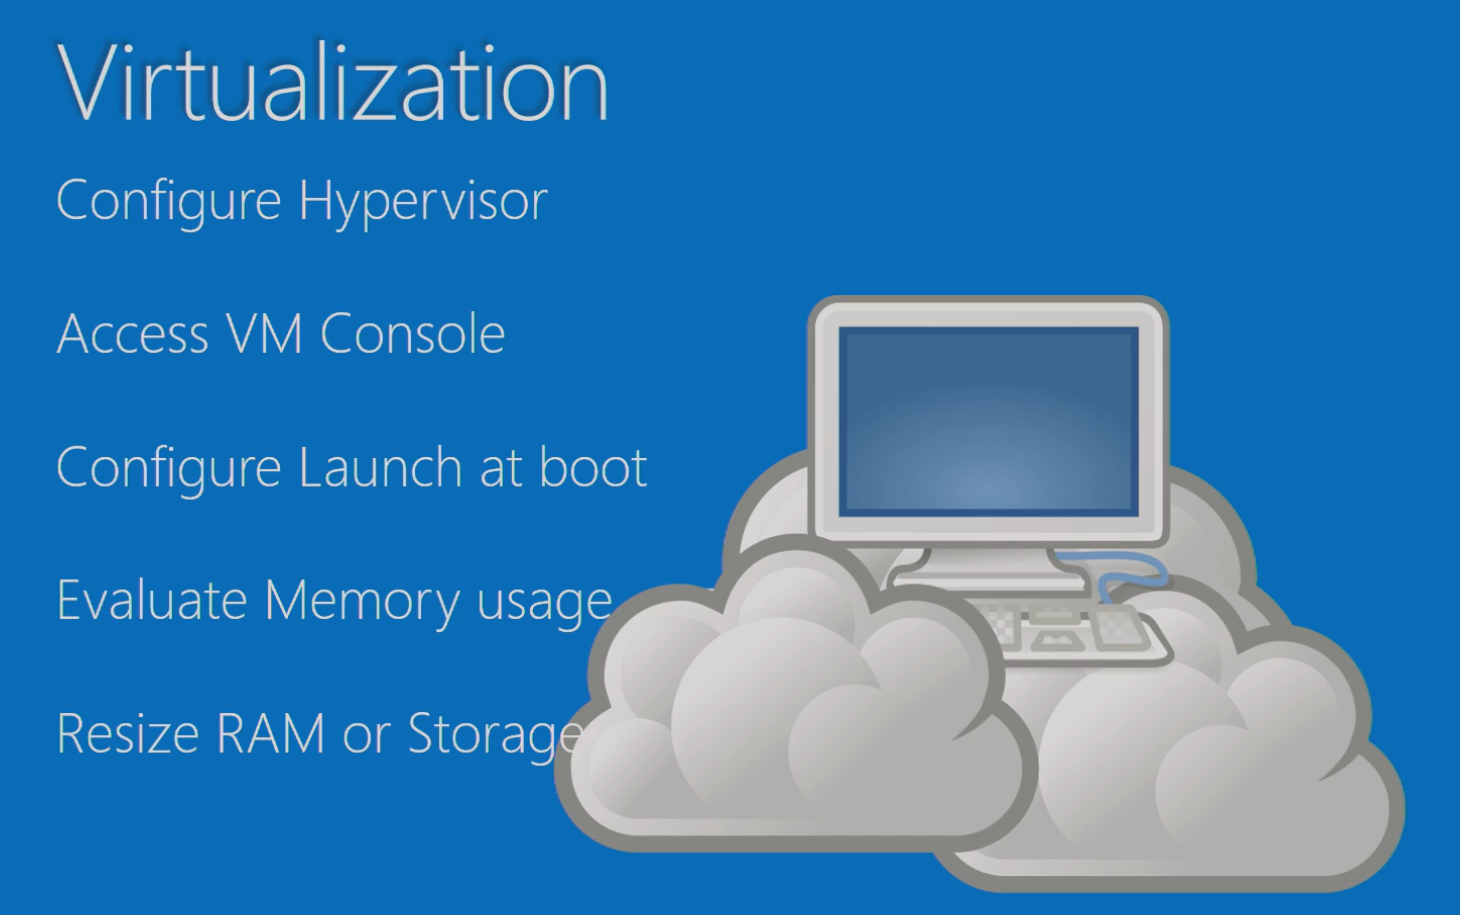 Virtualization
Configure Hypervisor
Access VM Console
Configure Launch at boot
Evaluate Memory usage
Resize RAM or Storage